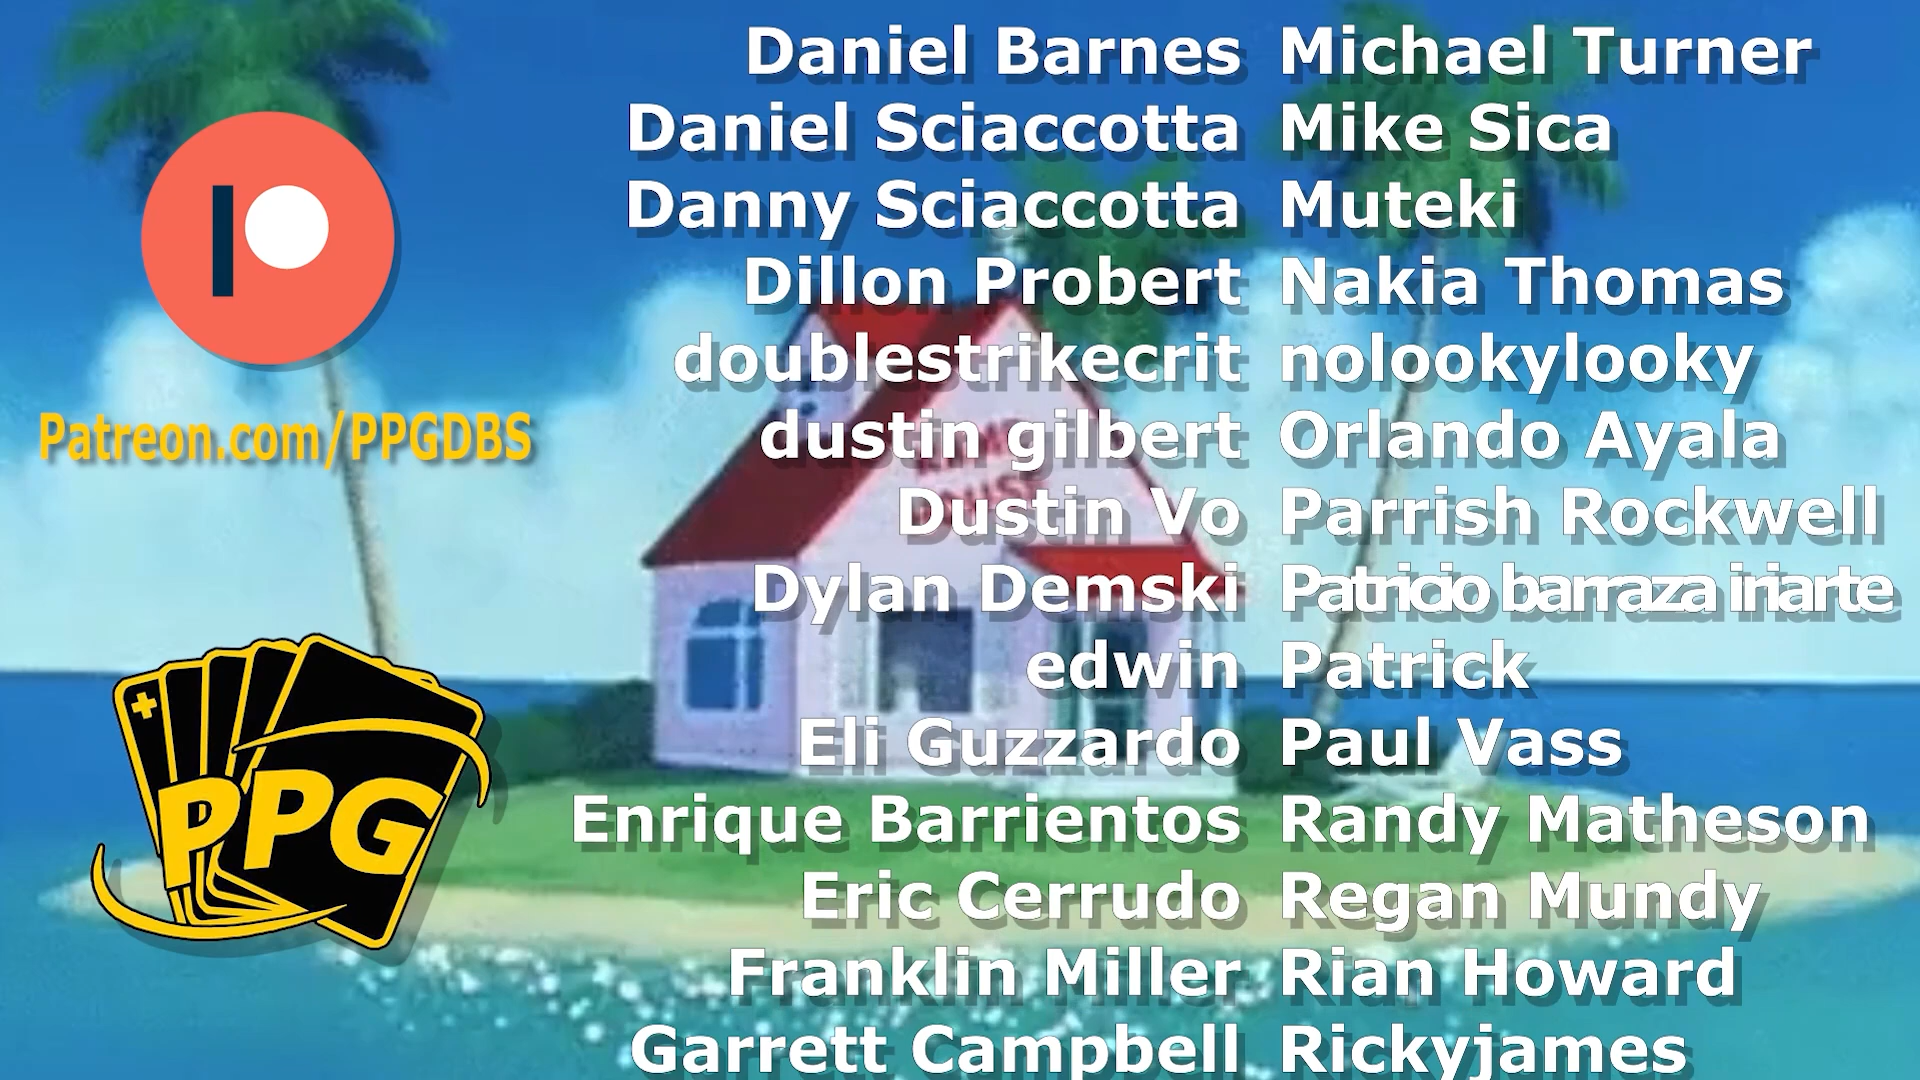 Daniel Barnes
Daniel Sciaccotta
Danny Sciaccotta
Dillon Probert
doublestrikecrit
dustin gilbert
Dustin Vo
Dylan Demski
edwin
Eli Guzzardo
Enrique Barrientos
Eric Cerrudo
Franklin Miller
Garrett Campbell
Michael Turner
Mike Sica
Muteki
Nakia Thomas
nolookylooky
Orlando Ayala
Parrish Rockwell
Patricio barraza iriarte
Patrick
Paul Vass
Randy Matheson
Regan Mundy
Rian Howard
Rickyjames
Patreon.com/PPGDBS
PPG